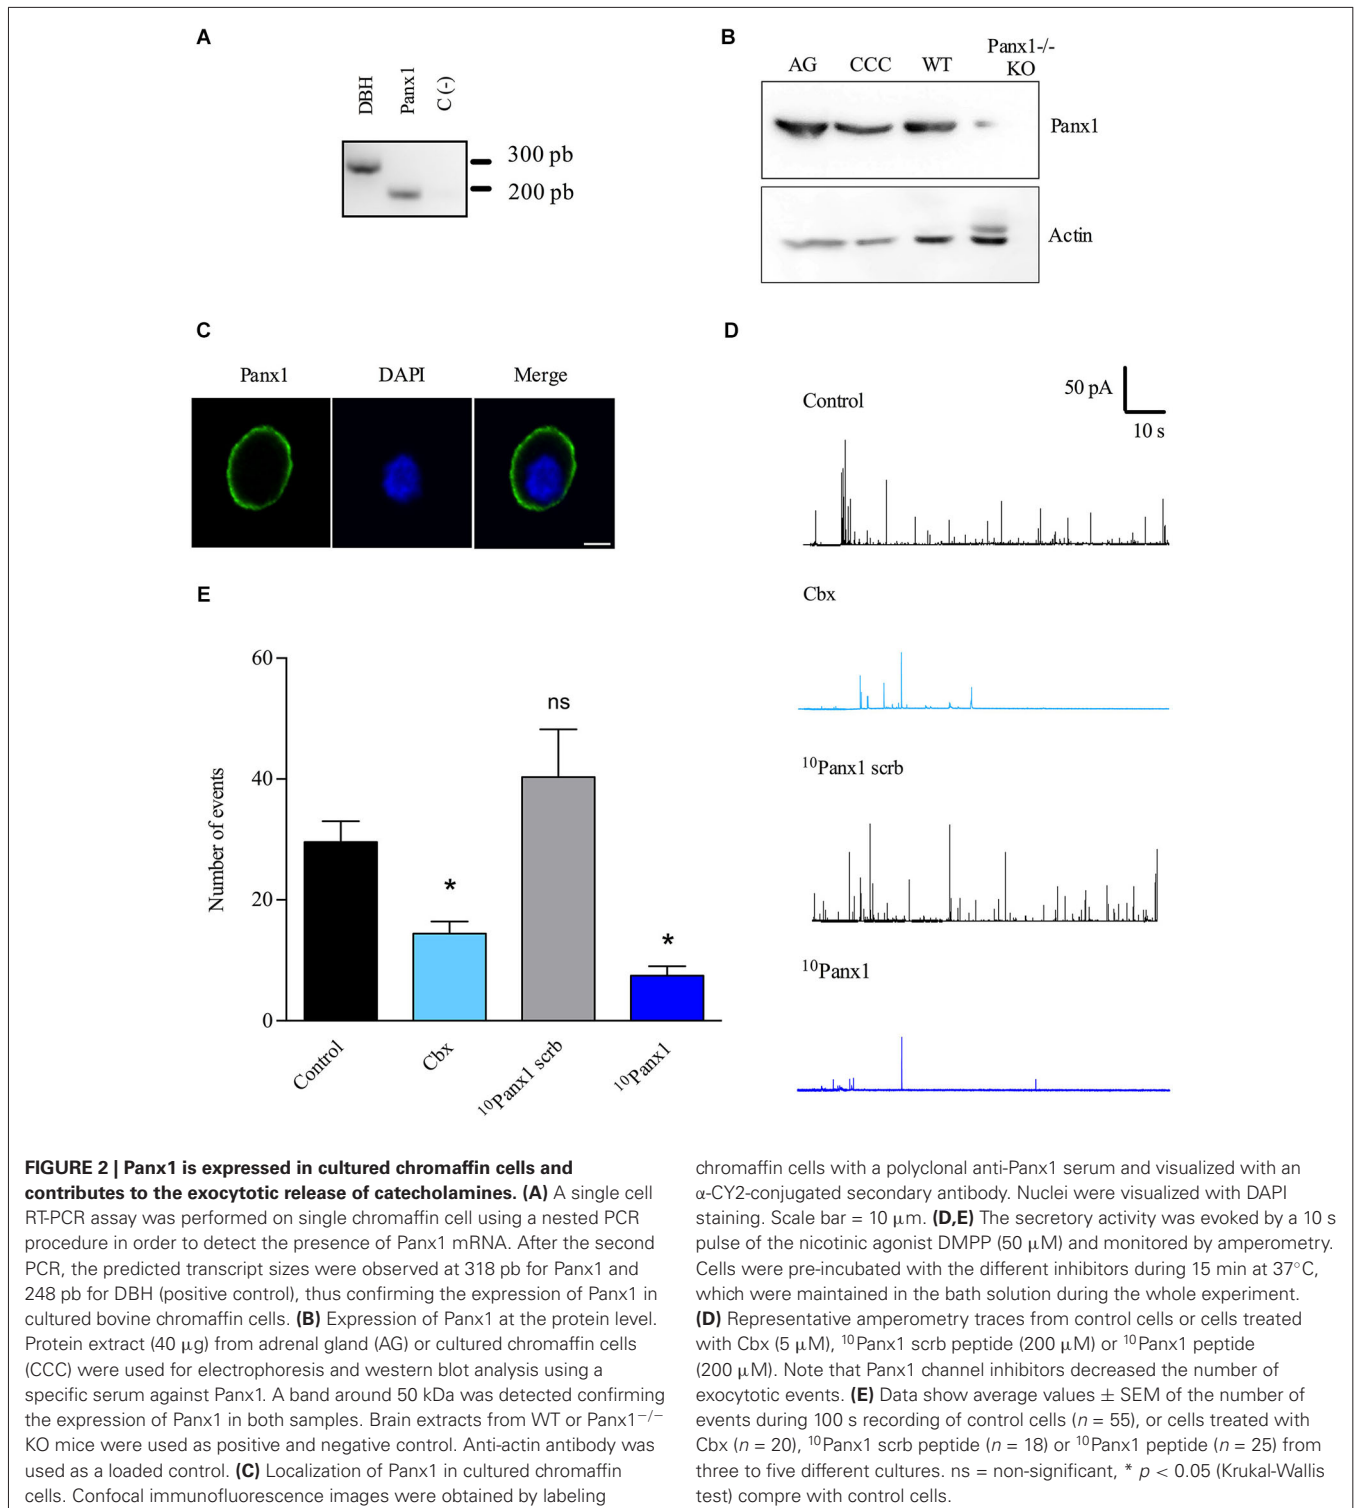 A
DBH
Panx1
C (-)
300 pb
200 pb
B
AG
CCC
WT
Panx1-/-
KO
Panx1
Actin
C
Panx1
DAPI
Merge
D
50 pA
10 s
Control
Cbx
¹⁰Panx1 scrb
¹⁰Panx1
E
Number of events
60
40
20
0
*
ns
*
Control
Cbx
¹⁰Panx1 scrb
¹⁰Panx1
FIGURE 2 | Panx1 is expressed in cultured chromaffin cells and
contributes to the exocytotic release of catecholamines. (A) A single cell
RT-PCR assay was performed on single chromaffin cell using a nested PCR
procedure in order to detect the presence of Panx1 mRNA. After the second
PCR, the predicted transcript sizes were observed at 318 pb for Panx1 and
248 pb for DBH (positive control), thus confirming the expression of Panx1 in
cultured bovine chromaffin cells. (B) Expression of Panx1 at the protein level.
Protein extract (40 μg) from adrenal gland (AG) or cultured chromaffin cells
(CCC) were used for electrophoresis and western blot analysis using a
specific serum against Panx1. A band around 50 kDa was detected confirming
the expression of Panx1 in both samples. Brain extracts from WT or Panx1⁻/⁻
KO mice were used as positive and negative control. Anti-actin antibody was
used as a loaded control. (C) Localization of Panx1 in cultured chromaffin
cells. Confocal immunofluorescence images were obtained by labeling
chromaffin cells with a polyclonal anti-Panx1 serum and visualized with an
α-CY2-conjugated secondary antibody. Nuclei were visualized with DAPI
staining. Scale bar = 10 μm. (D,E) The secretory activity was evoked by a 10 s
pulse of the nicotinic agonist DMPP (50 μM) and monitored by amperometry.
Cells were pre-incubated with the different inhibitors during 15 min at 37°C,
which were maintained in the bath solution during the whole experiment.
(D) Representative amperometry traces from control cells or cells treated
with Cbx (5 μM), ¹⁰Panx1 scrb peptide (200 μM) or ¹⁰Panx1 peptide
(200 μM). Note that Panx1 channel inhibitors decreased the number of
exocytotic events. (E) Data show average values ± SEM of the number of
events during 100 s recording of control cells (n = 55), or cells treated with
Cbx (n = 20), ¹⁰Panx1 scrb peptide (n = 18) or ¹⁰Panx1 peptide (n = 25) from
three to five different cultures. ns = non-significant, * p < 0.05 (Krukal-Wallis
test) compre with control cells.